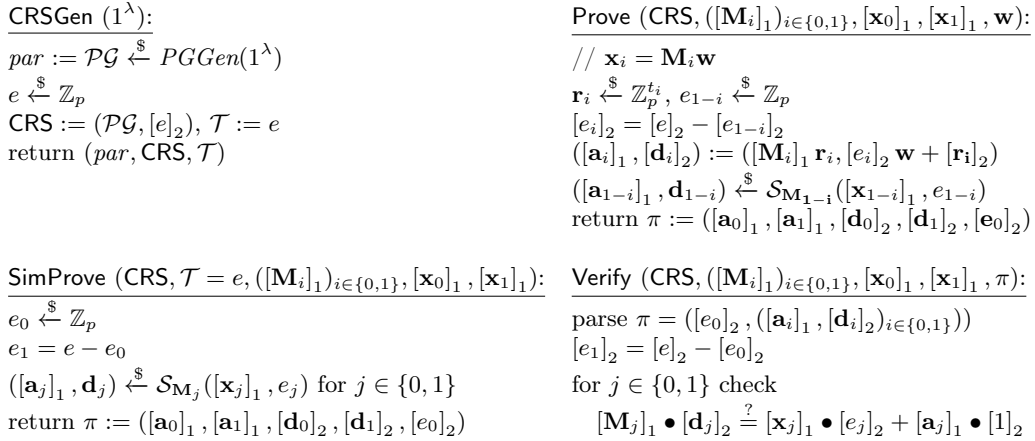 CRSGen (1^λ):
par := PG ←$ PGGen(1^λ)
e ←$ ℤ_p
CRS := (PG, [e]_2), T := e
return (par, CRS, T)
Prove (CRS, ([M_i]_1)_{i∈{0,1}}, [x_0]_1, [x_1]_1, w):
// x_i = M_i w
r_i ←$ ℤ_p^{t_i}, e_{1−i} ←$ ℤ_p
[e_i]_2 = [e]_2 − [e_{1−i}]_2
([a_i]_1, [d_i]_2) := ([M_i]_1 r_i, [e_i]_2 w + [r_i]_2)
([a_{1−i}]_1, d_{1−i}) ←$ S_{M_{1−i}}([x_{1−i}]_1, e_{1−i})
return π := ([a_0]_1, [a_1]_1, [d_0]_2, [d_1]_2, [e_0]_2)
SimProve (CRS, T = e, ([M_i]_1)_{i∈{0,1}}, [x_0]_1, [x_1]_1):
e_0 ←$ ℤ_p
e_1 = e − e_0
([a_j]_1, d_j) ←$ S_{M_j}([x_j]_1, e_j) for j ∈ {0, 1}
return π := ([a_0]_1, [a_1]_1, [d_0]_2, [d_1]_2, [e_0]_2)
Verify (CRS, ([M_i]_1)_{i∈{0,1}}, [x_0]_1, [x_1]_1, π):
parse π = ([e_0]_2, ([a_i]_1, [d_i]_2)_{i∈{0,1}}))
[e_1]_2 = [e]_2 − [e_0]_2
for j ∈ {0, 1} check
[M_j]_1 • [d_j]_2 =? [x_j]_1 • [e_j]_2 + [a_j]_1 • [1]_2